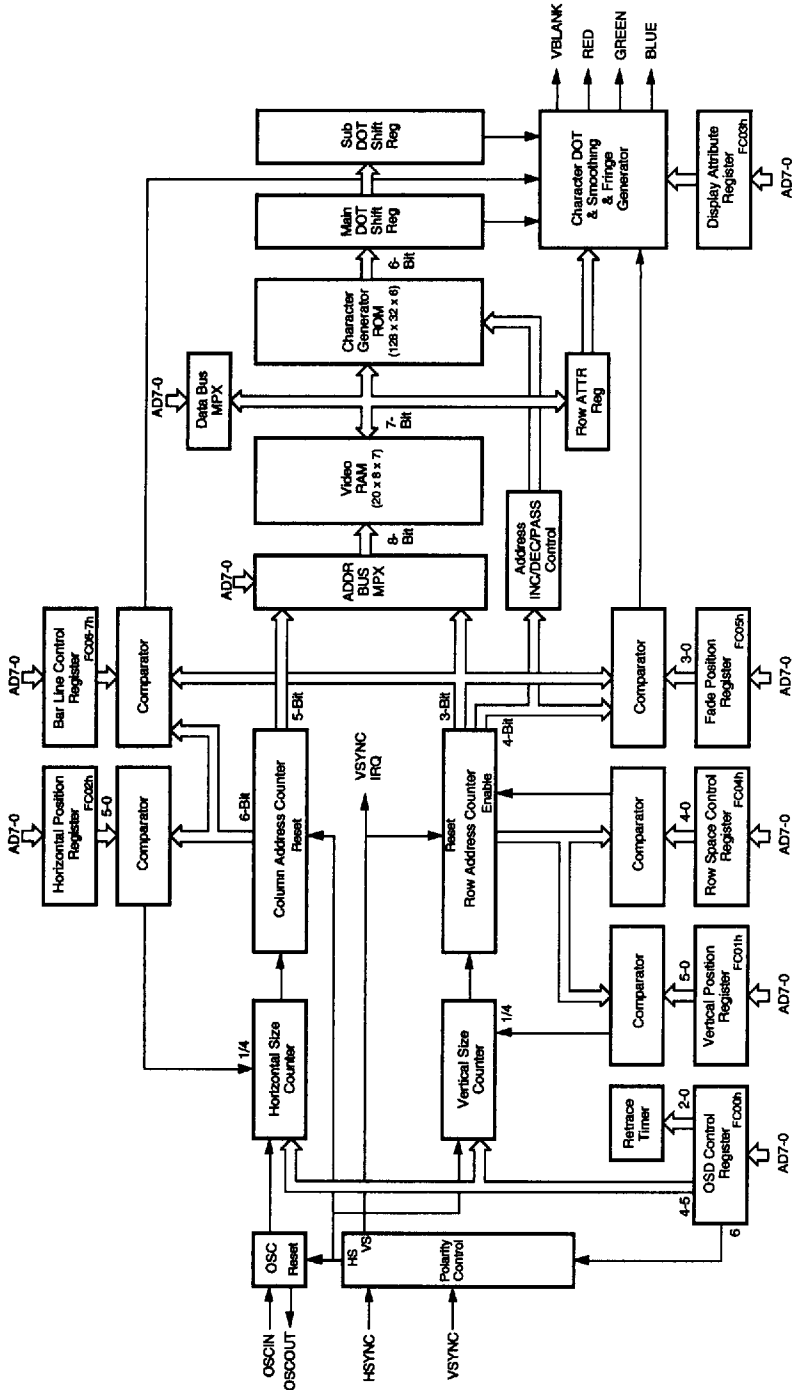 OSCIN
OSCOUT
HSYNC
VSYNC
OSC
Reset
HS
VS
Polarity
Control
6
4-5
OSD Control
Register
FC00h
AD7-0
2-0
Retrace
Timer
Horizontal Size
Counter
1/4
Vertical Size
Counter
1/4
AD7-0
Horizontal Position
Register
FC02h
5-0
Comparator
6-Bit
Column Address Counter
Reset
5-Bit
VSYNC
IRQ
Reset
Row Address Counter
Enable
3-Bit
4-Bit
Comparator
5-0
Vertical Position
Register
FC01h
AD7-0
Comparator
4-0
Row Space Control
Register
FC04h
AD7-0
AD7-0
Bar Line Control
Register
FC06-7h
Comparator
Comparator
3-0
Fade Position
Register
FC05h
AD7-0
AD7-0
ADDR
BUS
MPX
8-
Bit
Address
INC/DEC/PASS
Control
Video
RAM
(20 x 8 x 7)
7-
Bit
AD7-0
Data Bus
MPX
Row ATTR
Reg
Character
Generator
ROM
(128 x 32 x 6)
6-
Bit
Main
DOT
Shift
Reg
Sub
DOT
Shift
Reg
Character DOT
& Smoothing
& Fringe
Generator
Display Attribute
Register
FC03h
AD7-0
VBLANK
RED
GREEN
BLUE